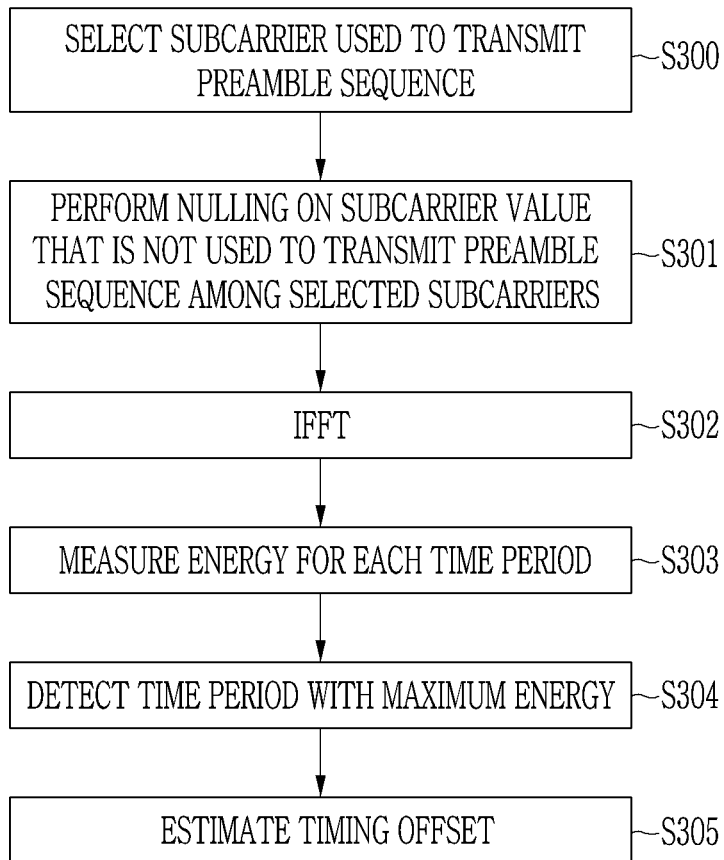 SELECT SUBCARRIER USED TO TRANSMIT
PREAMBLE SEQUENCE
S300
PERFORM NULLING ON SUBCARRIER VALUE
THAT IS NOT USED TO TRANSMIT PREAMBLE
SEQUENCE AMONG SELECTED SUBCARRIERS
S301
IFFT
S302
MEASURE ENERGY FOR EACH TIME PERIOD
S303
DETECT TIME PERIOD WITH MAXIMUM ENERGY
S304
ESTIMATE TIMING OFFSET
S305